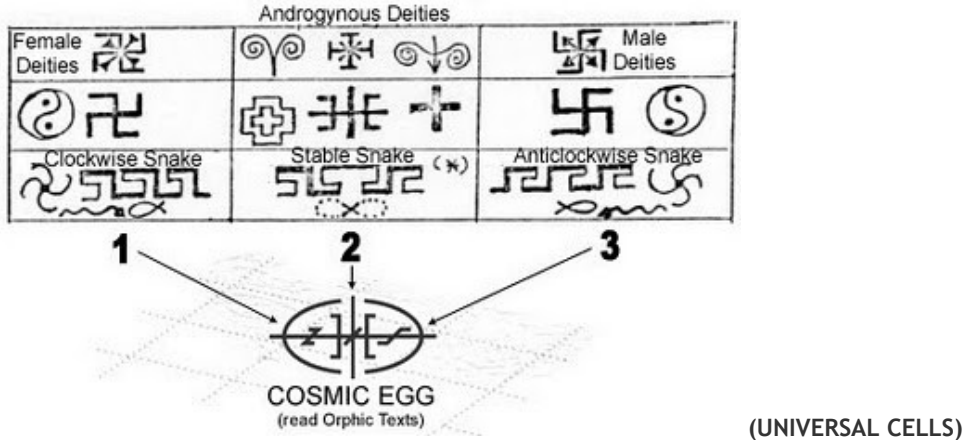 Androgynous Deities
Female
Deities
Male
Deities
Clockwise Snake
Stable Snake
(*)
Anticlockwise Snake
1
2
3
COSMIC EGG
(read Orphic Texts)
(UNIVERSAL CELLS)